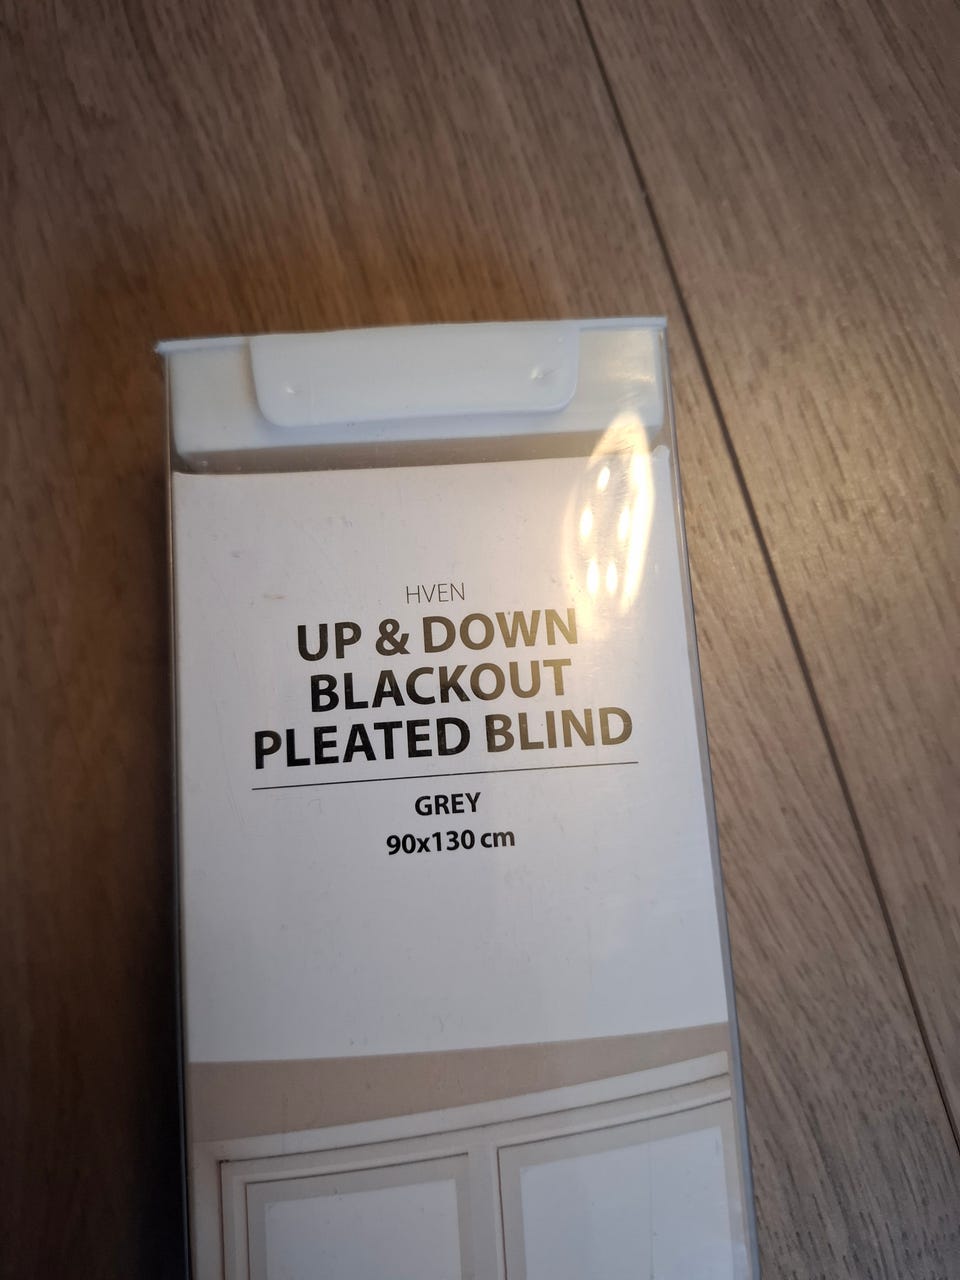 HVEN
UP & DOWN
BLACKOUT
PLEATED BLIND
GREY
90x130 cm